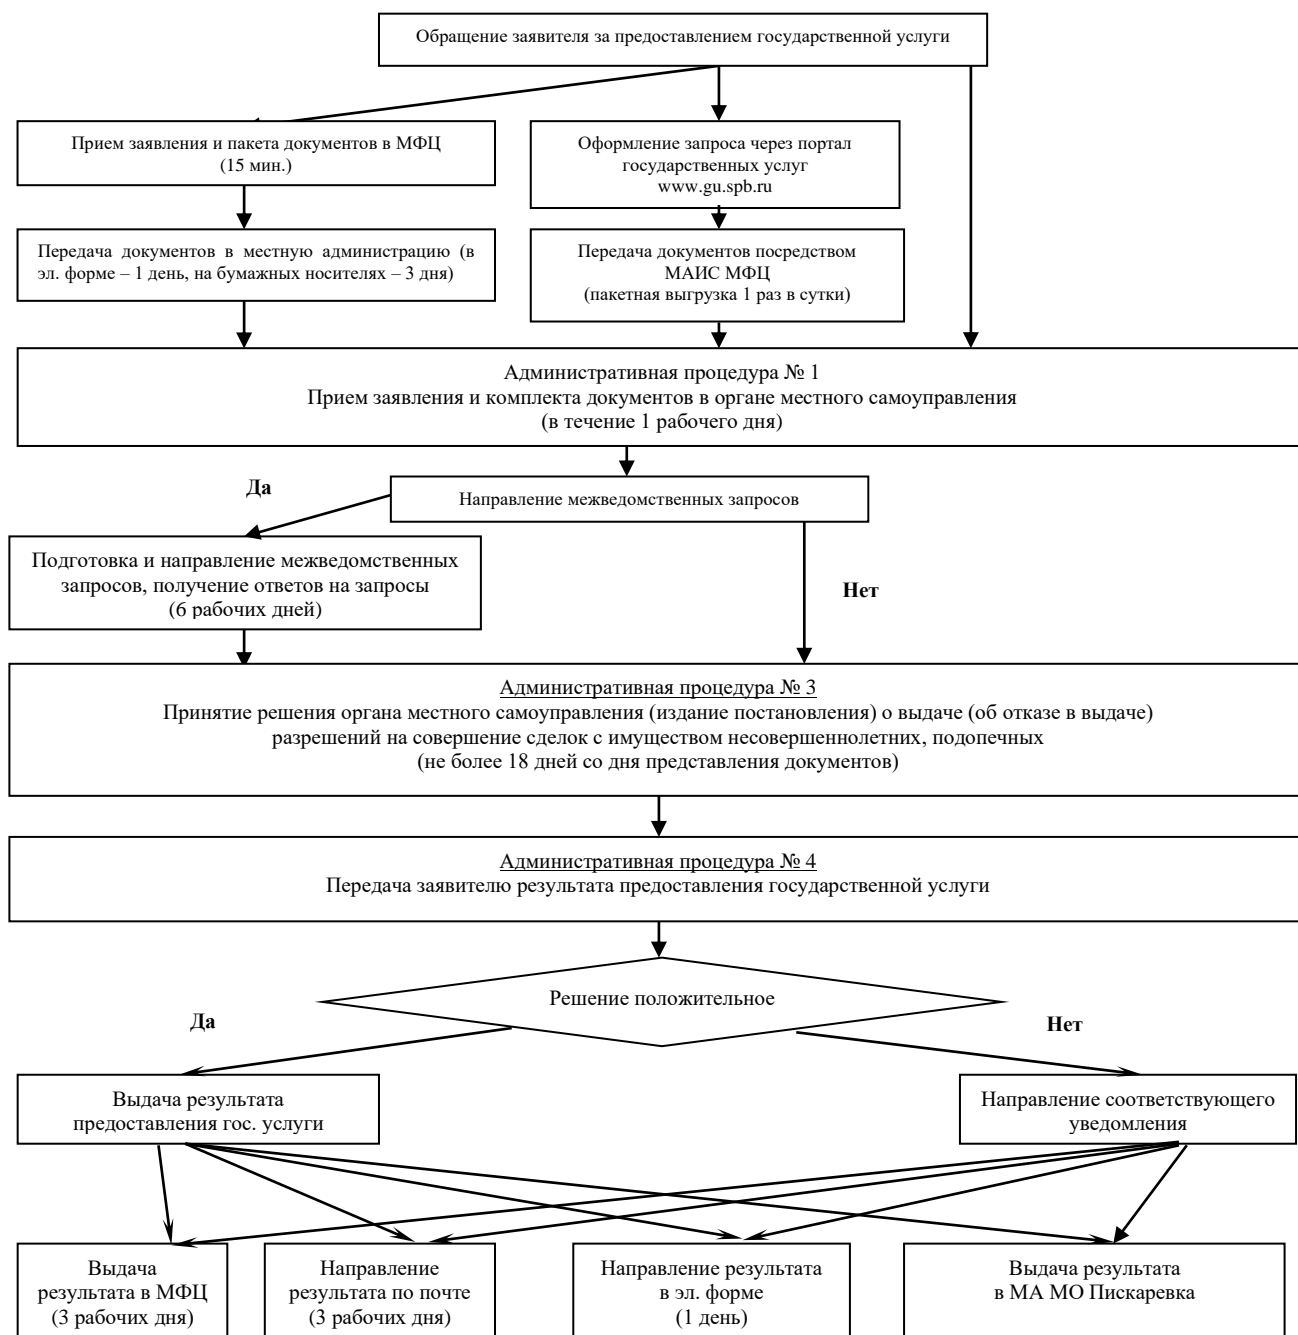 Обращение заявителя за предоставлением государственной услуги
Прием заявления и пакета документов в МФЦ
(15 мин.)
Оформление запроса через портал
государственных услуг
www.gu.spb.ru
Передача документов в местную администрацию (в
эл. форме – 1 день, на бумажных носителях – 3 дня)
Передача документов посредством
МАИС МФЦ
(пакетная выгрузка 1 раз в сутки)
Административная процедура № 1
Прием заявления и комплекта документов в органе местного самоуправления
(в течение 1 рабочего дня)
Да
Направление межведомственных запросов
Подготовка и направление межведомственных
запросов, получение ответов на запросы
(6 рабочих дней)
Нет
Административная процедура № 3
Принятие решения органа местного самоуправления (издание постановления) о выдаче (об отказе в выдаче)
разрешений на совершение сделок с имуществом несовершеннолетних, подопечных
(не более 18 дней со дня представления документов)
Административная процедура № 4
Передача заявителю результата предоставления государственной услуги
Решение положительное
Да
Нет
Выдача результата
предоставления гос. услуги
Направление соответствующего
уведомления
Выдача
результата в МФЦ
(3 рабочих дня)
Направление
результата по почте
(3 рабочих дня)
Направление результата
в эл. форме
(1 день)
Выдача результата
в МА МО Пискаревка